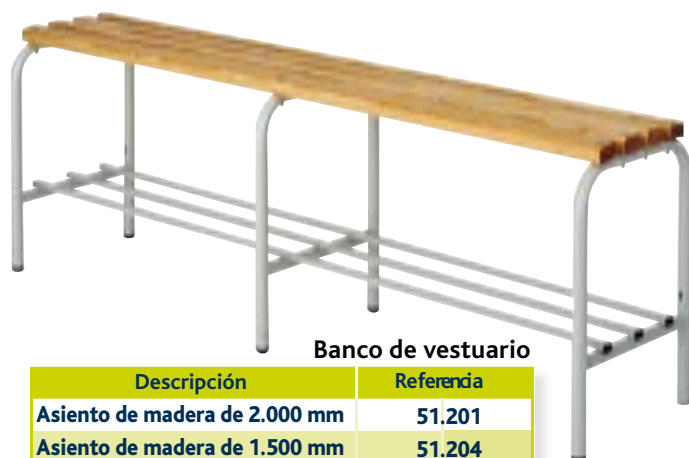 Banco de vestuario
Descripción Referencia
Asiento de madera de 2.000 mm 51.201
Asiento de madera de 1.500 mm 51.204